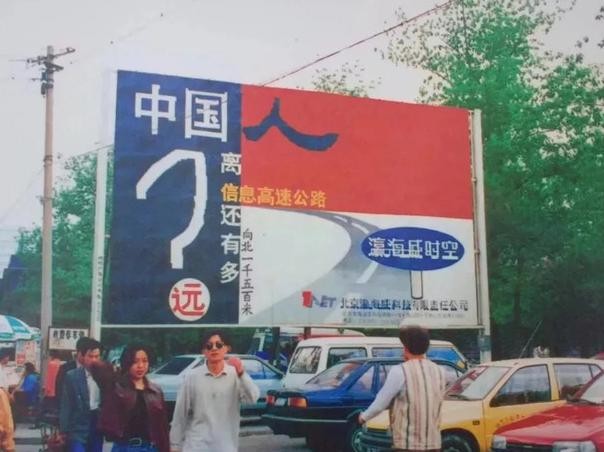 中国人
离
信息高速公路
还有多
远
?
向北一千五百米
瀛海威时空
1NET 北京瀛海威科技有限责任公司